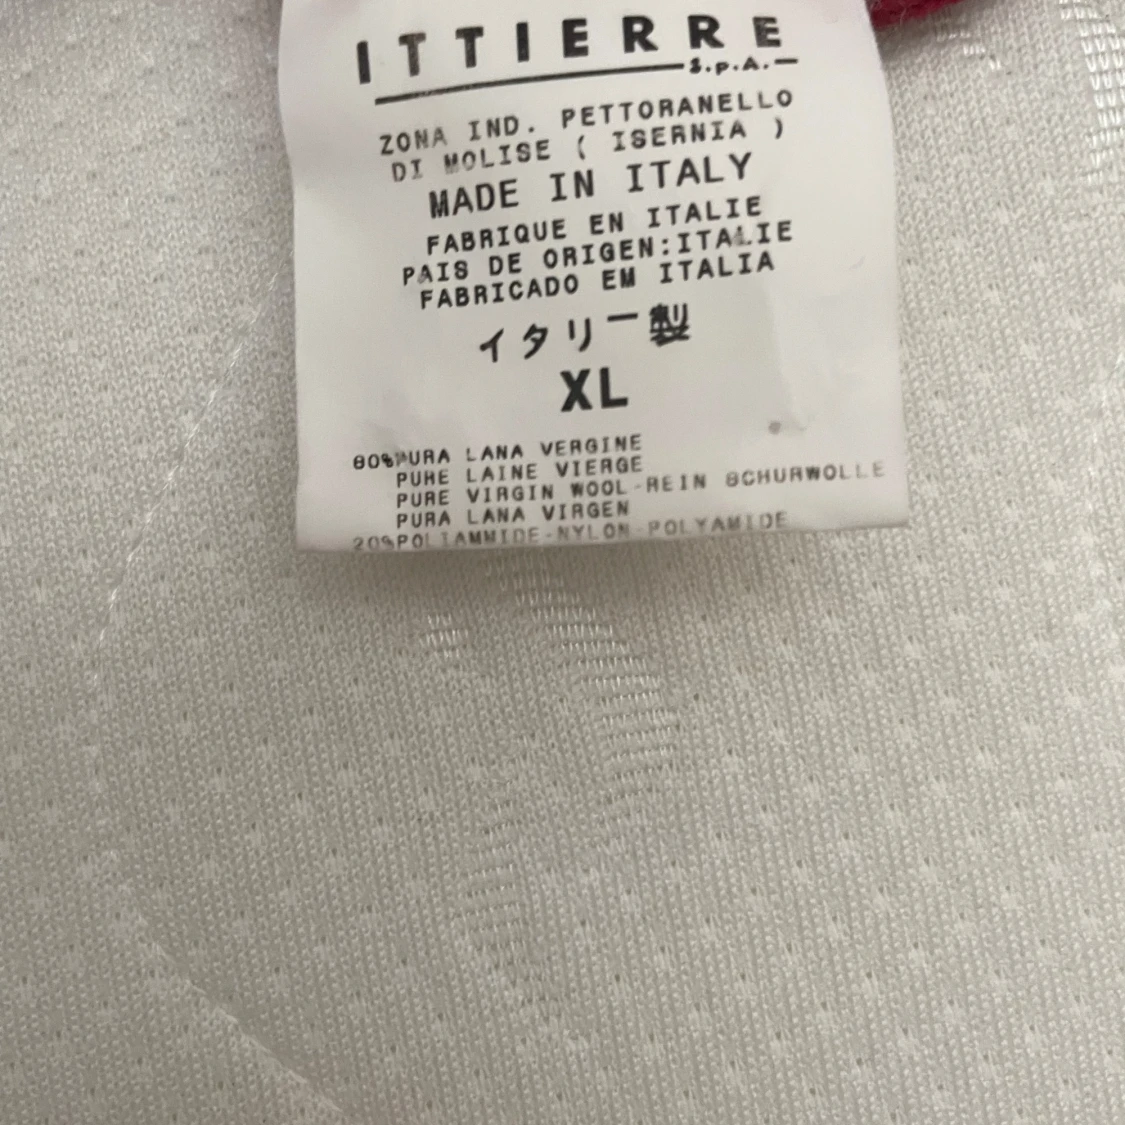 ITTIERRE
S.p.A.
ZONA IND. PETTORANELLO
DI MOLISE ( ISERNIA )
MADE IN ITALY
FABRIQUE EN ITALIE
PAIS DE ORIGEN:ITALIE
FABRICADO EM ITALIA
イタリー製
XL
80%PURA LANA VERGINE
PURE LAINE VIERGE
PURE VIRGIN WOOL-REIN SCHURWOLLE
PURA LANA VIRGEN
20%POLIAMMIDE-NYLON-POLYAMIDE